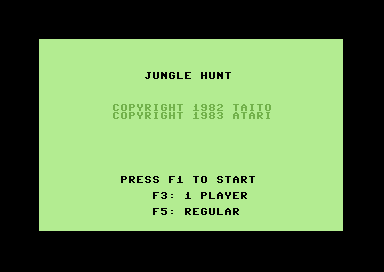 JUNGLE HUNT
COPYRIGHT 1982 TAITO
COPYRIGHT 1983 ATARI
PRESS F1 TO START
F3: 1 PLAYER
F5: REGULAR